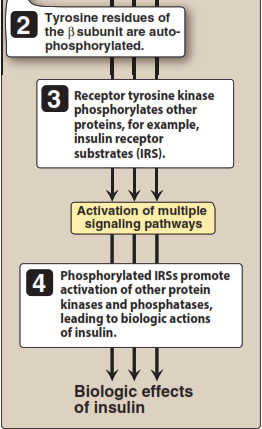 2 Tyrosine residues of
the β subunit are auto-
phosphorylated.
3 Receptor tyrosine kinase
phosphorylates other
proteins, for example,
insulin receptor
substrates (IRS).
Activation of multiple
signaling pathways
4 Phosphorylated IRSs promote
activation of other protein
kinases and phosphatases,
leading to biologic actions
of insulin.
Biologic effects
of insulin